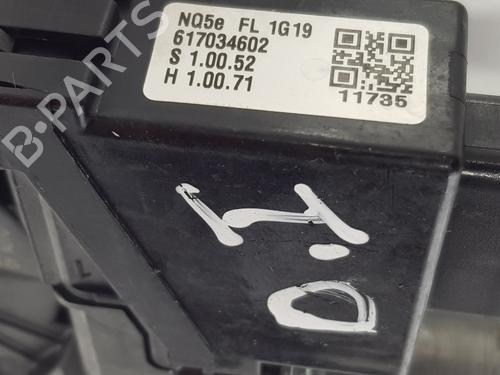 NQ5e FL 1G19
617034602
S 1.00.52
H 1.00.71
11735
D.I
B-PARTS
L